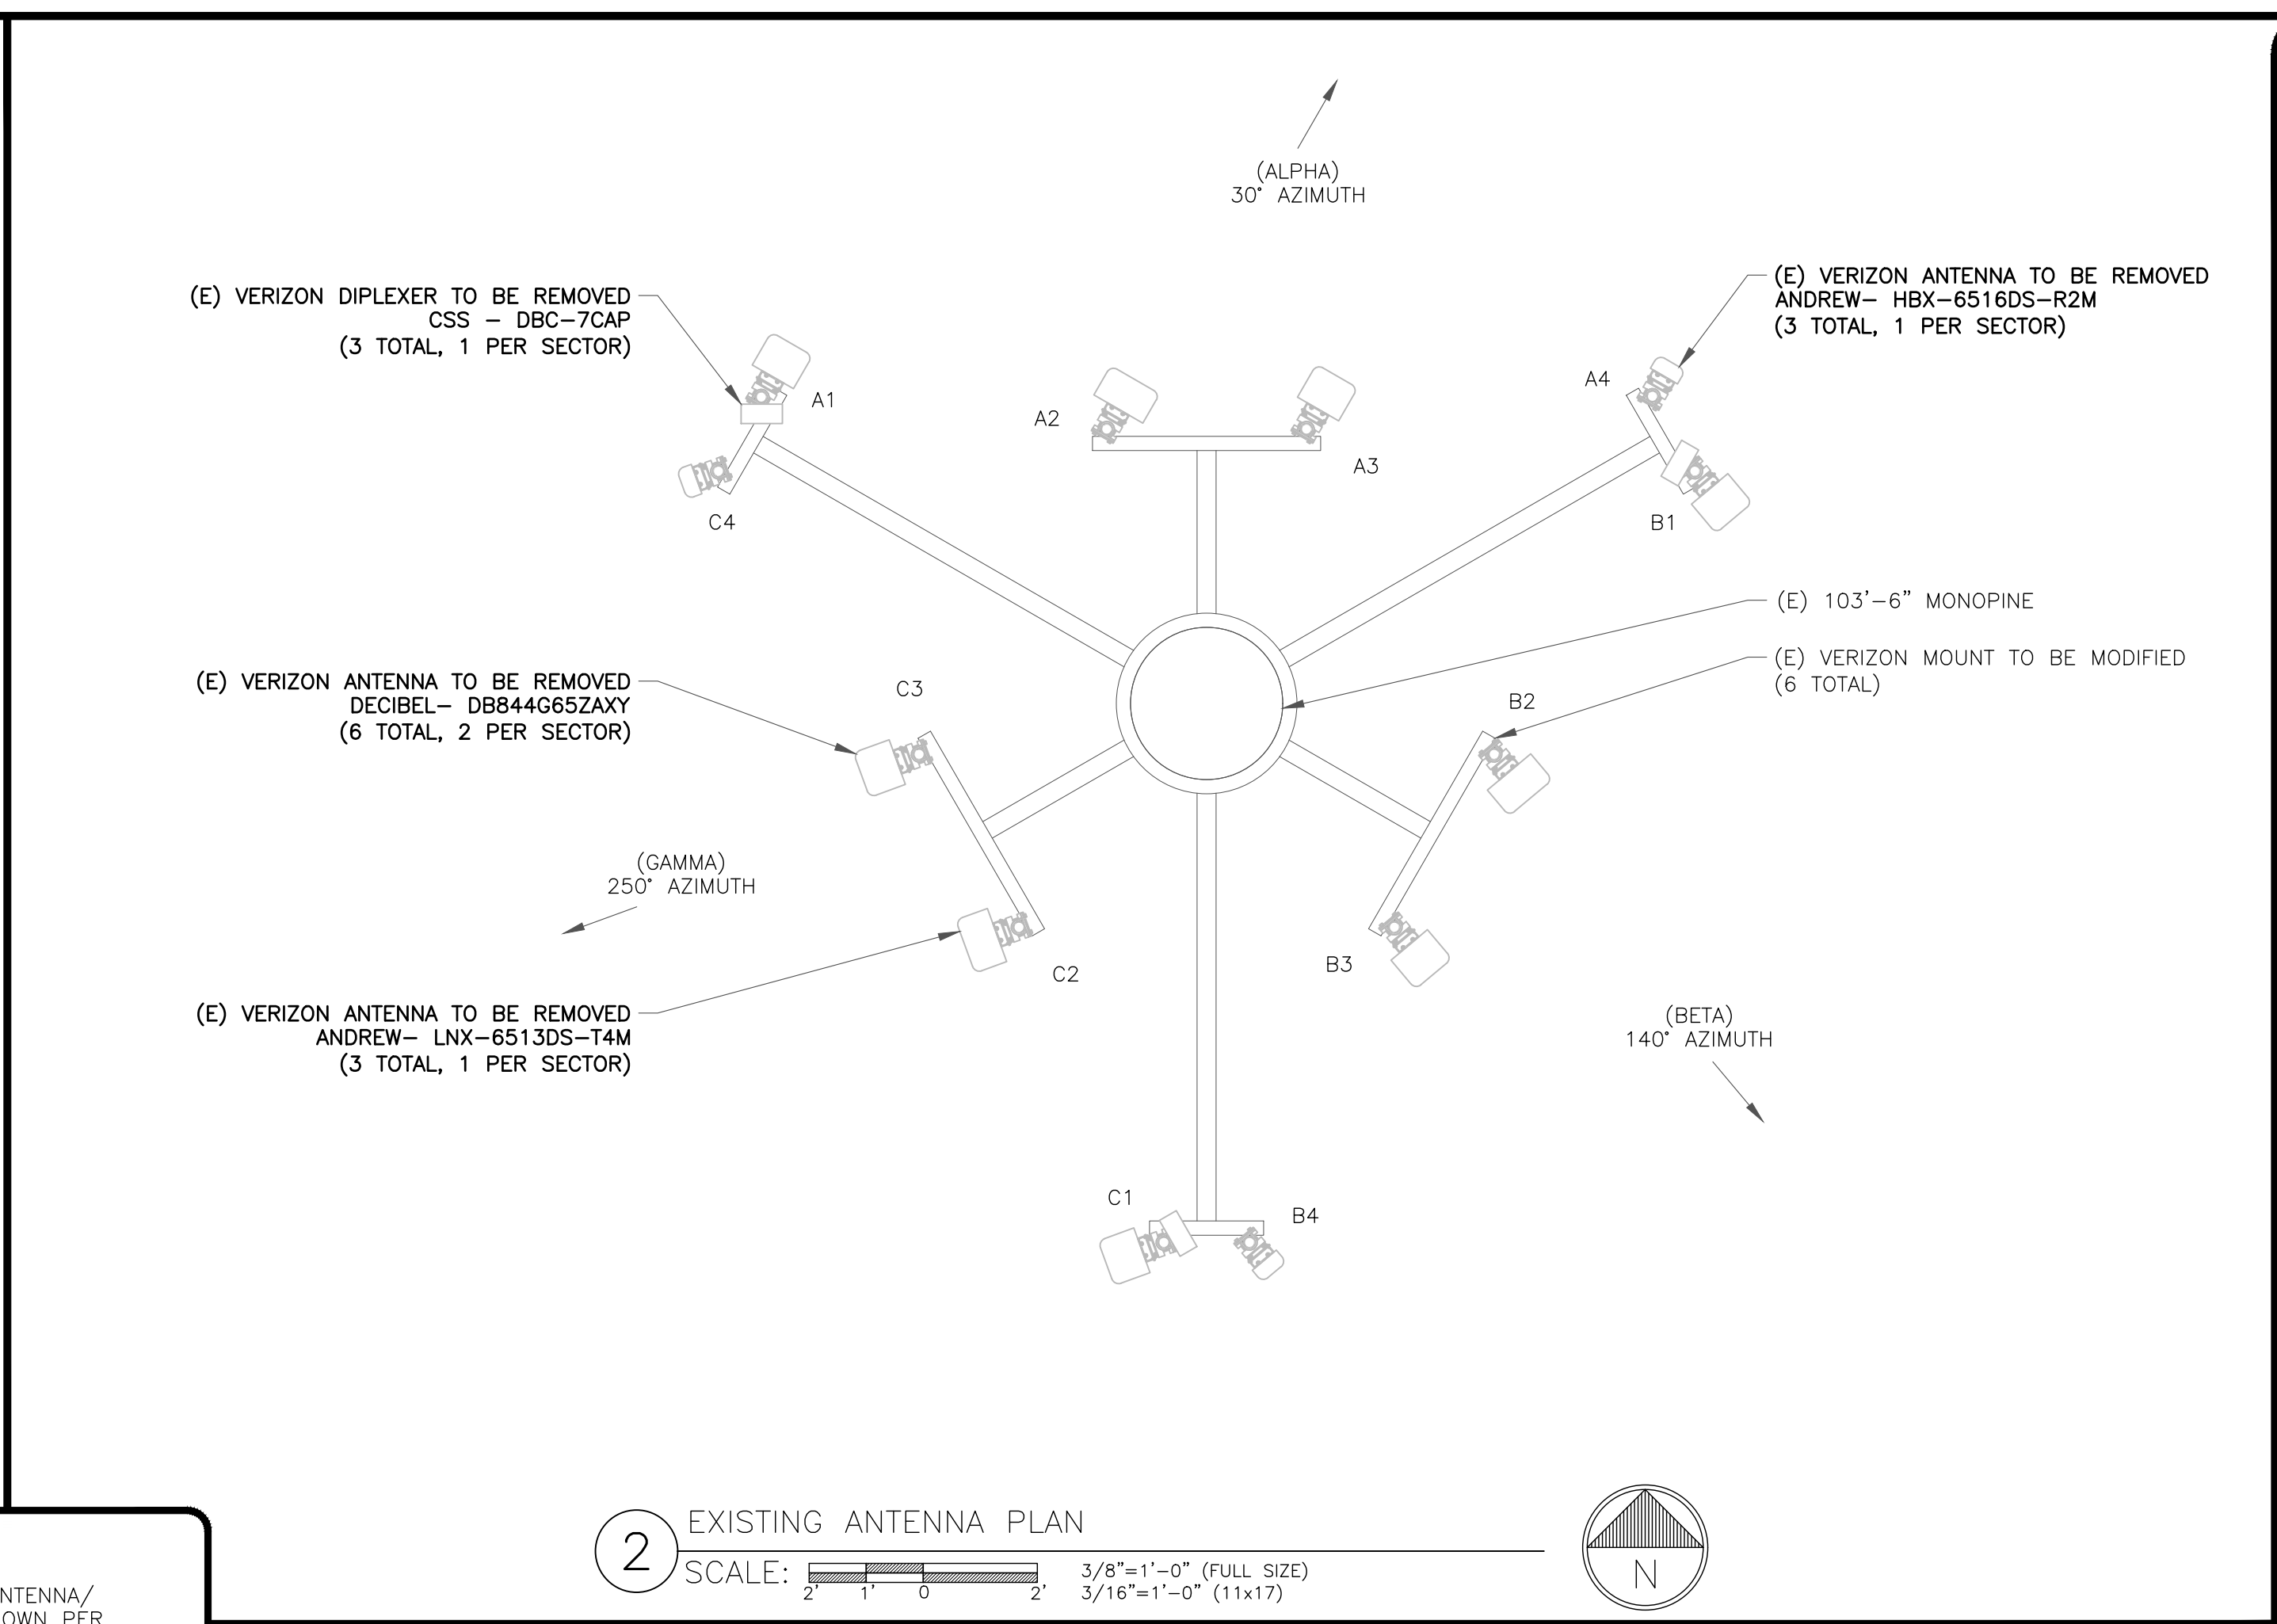 (ALPHA)
30° AZIMUTH
(E) VERIZON DIPLEXER TO BE REMOVED
CSS – DBC–7CAP
(3 TOTAL, 1 PER SECTOR)
(E) VERIZON ANTENNA TO BE REMOVED
ANDREW– HBX–6516DS–R2M
(3 TOTAL, 1 PER SECTOR)
A1
A2
A3
A4
C4
B1
(E) 103'–6" MONOPINE
(E) VERIZON MOUNT TO BE MODIFIED
(6 TOTAL)
(E) VERIZON ANTENNA TO BE REMOVED
DECIBEL– DB844G65ZAXY
(6 TOTAL, 2 PER SECTOR)
C3
B2
(GAMMA)
250° AZIMUTH
C2
B3
(E) VERIZON ANTENNA TO BE REMOVED
ANDREW– LNX–6513DS–T4M
(3 TOTAL, 1 PER SECTOR)
(BETA)
140° AZIMUTH
C1
B4
2
EXISTING ANTENNA PLAN
SCALE:
2' 1' 0 2'
3/8"=1'–0" (FULL SIZE)
3/16"=1'–0" (11x17)
N
NTENNA/
OWN PER